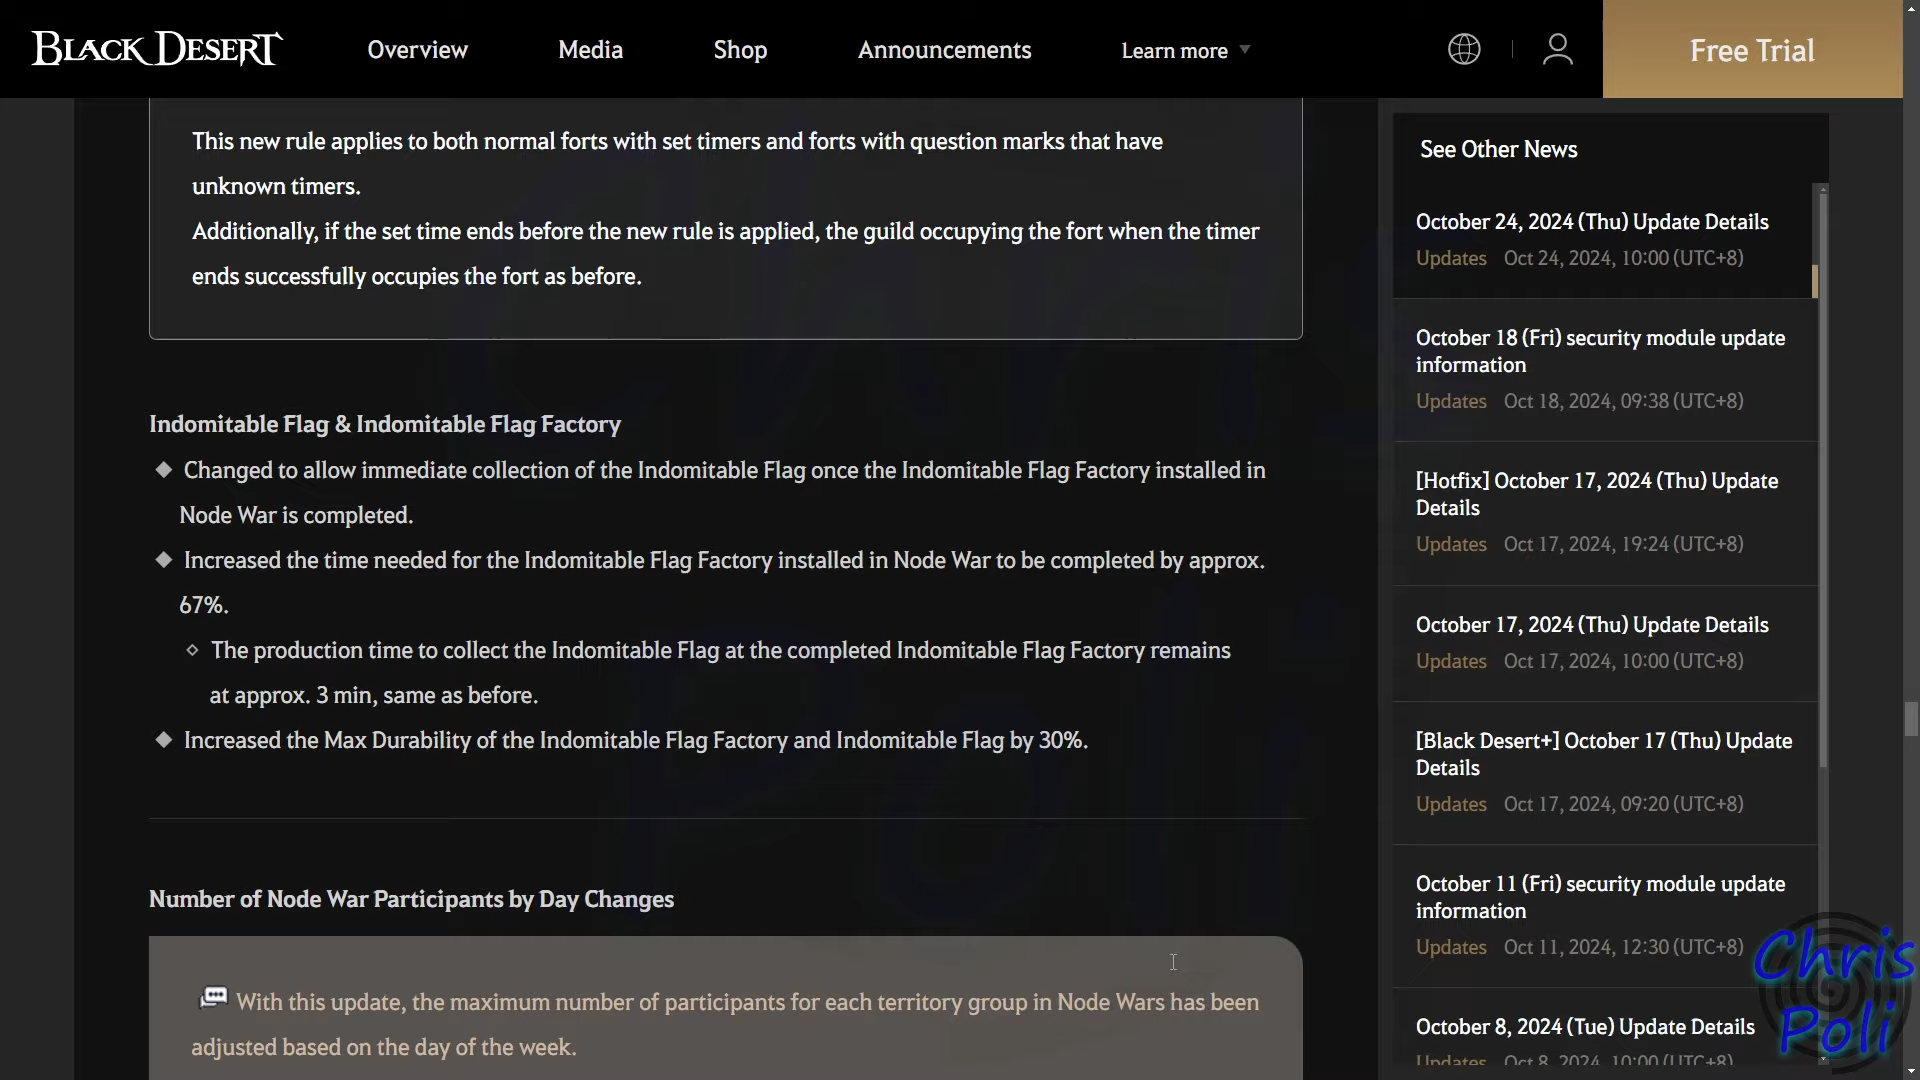 BLACK DESERT
Overview
Media
Shop
Announcements
Learn more
Free Trial
This new rule applies to both normal forts with set timers and forts with question marks that have
unknown timers.
Additionally, if the set time ends before the new rule is applied, the guild occupying the fort when the timer
ends successfully occupies the fort as before.
Indomitable Flag & Indomitable Flag Factory
Changed to allow immediate collection of the Indomitable Flag once the Indomitable Flag Factory installed in
Node War is completed.
Increased the time needed for the Indomitable Flag Factory installed in Node War to be completed by approx.
67%.
The production time to collect the Indomitable Flag at the completed Indomitable Flag Factory remains
at approx. 3 min, same as before.
Increased the Max Durability of the Indomitable Flag Factory and Indomitable Flag by 30%.
Number of Node War Participants by Day Changes
With this update, the maximum number of participants for each territory group in Node Wars has been
adjusted based on the day of the week.
See Other News
October 24, 2024 (Thu) Update Details
Updates Oct 24, 2024, 10:00 (UTC+8)
October 18 (Fri) security module update
information
Updates Oct 18, 2024, 09:38 (UTC+8)
[Hotfix] October 17, 2024 (Thu) Update
Details
Updates Oct 17, 2024, 19:24 (UTC+8)
October 17, 2024 (Thu) Update Details
Updates Oct 17, 2024, 10:00 (UTC+8)
[Black Desert+] October 17 (Thu) Update
Details
Updates Oct 17, 2024, 09:20 (UTC+8)
October 11 (Fri) security module update
information
Updates Oct 11, 2024, 12:30 (UTC+8)
October 8, 2024 (Tue) Update Details
Updates Oct 8, 2024, 10:00 (UTC+8)
Chris
Poli